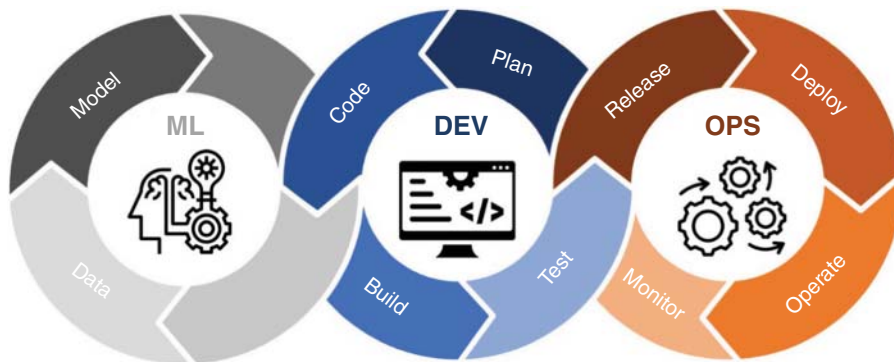 Model
Data
ML
Code
Plan
Build
Test
DEV
</>
Release
Deploy
Monitor
Operate
OPS